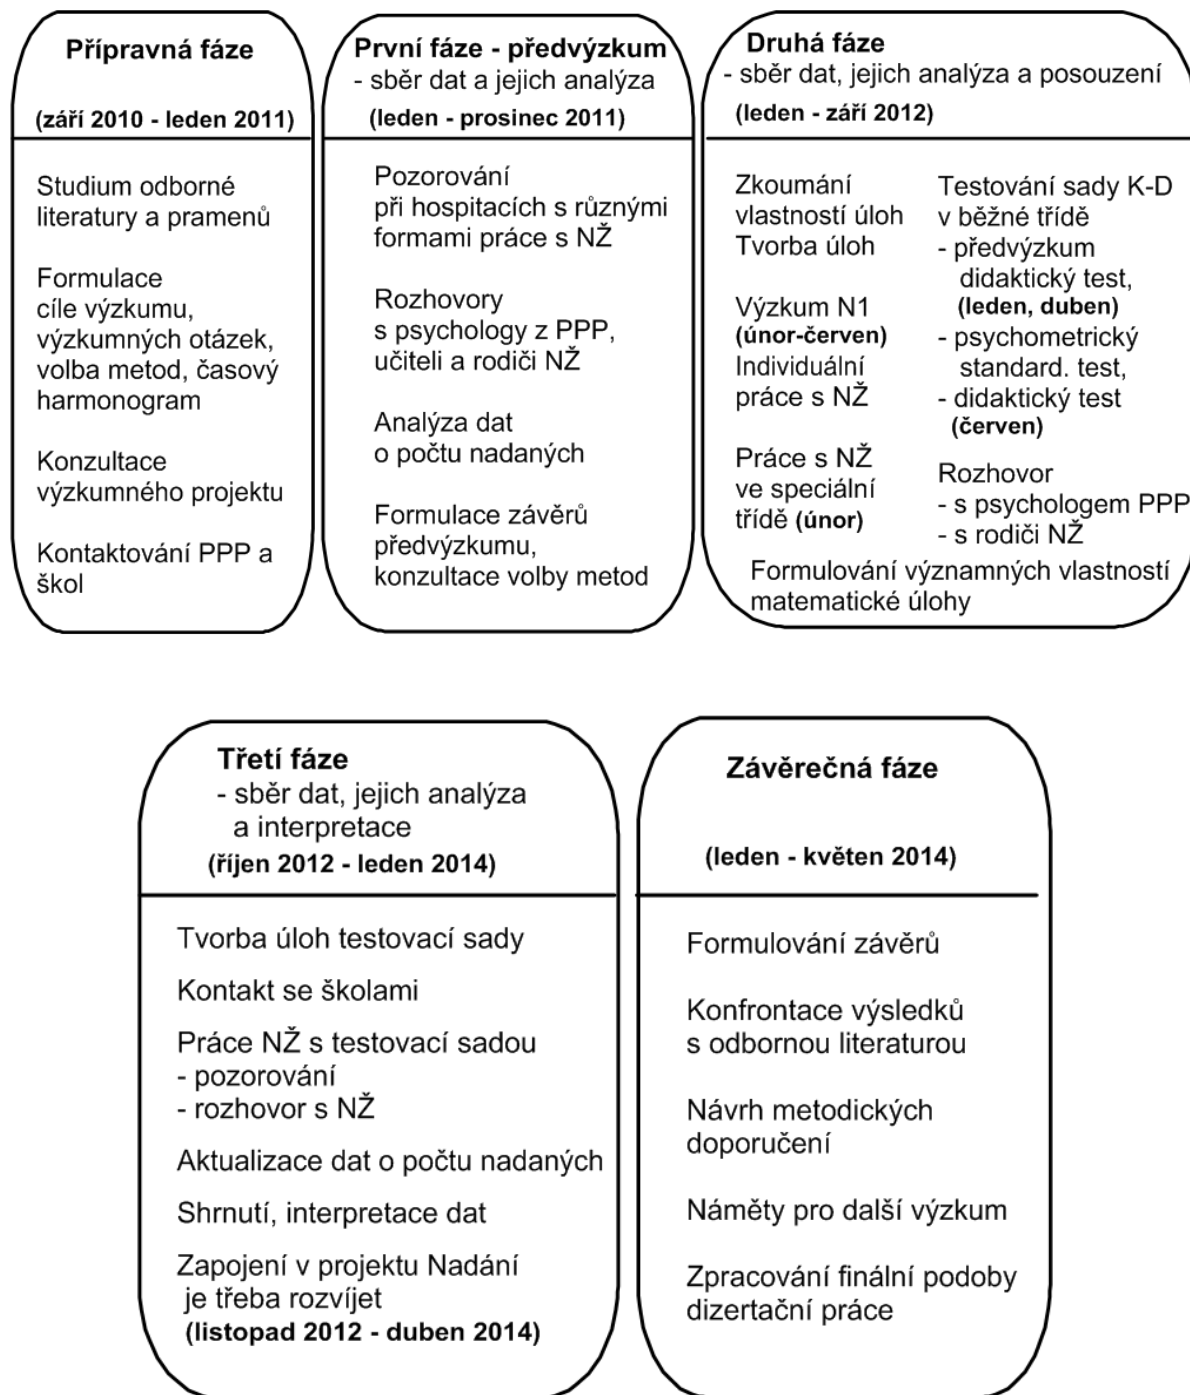 Přípravná fáze
(září 2010 - leden 2011)
Studium odborné
literatury a pramenů
Formulace
cíle výzkumu,
výzkumných otázek,
volba metod, časový
harmonogram
Konzultace
výzkumného projektu
Kontaktování PPP a
škol
První fáze - předvýzkum
- sběr dat a jejich analýza
(leden - prosinec 2011)
Pozorování
při hospitacích s různými
formami práce s NŽ
Rozhovory
s psychology z PPP,
učiteli a rodiči NŽ
Analýza dat
o počtu nadaných
Formulace závěrů
předvýzkumu,
konzultace volby metod
Druhá fáze
- sběr dat, jejich analýza a posouzení
(leden - září 2012)
Zkoumání
vlastností úloh
Tvorba úloh
Výzkum N1
(únor-červen)
Individuální
práce s NŽ
Práce s NŽ
ve speciální
třídě (únor)
Testování sady K-D
v běžné třídě
- předvýzkum
didaktický test,
(leden, duben)
- psychometrický
standard. test,
- didaktický test
(červen)
Rozhovor
- s psychologem PPP
- s rodiči NŽ
Formulování významných vlastností
matematické úlohy
Třetí fáze
- sběr dat, jejich analýza
a interpretace
(říjen 2012 - leden 2014)
Tvorba úloh testovací sady
Kontakt se školami
Práce NŽ s testovací sadou
- pozorování
- rozhovor s NŽ
Aktualizace dat o počtu nadaných
Shrnutí, interpretace dat
Zapojení v projektu Nadání
je třeba rozvíjet
(listopad 2012 - duben 2014)
Závěrečná fáze
(leden - květen 2014)
Formulování závěrů
Konfrontace výsledků
s odbornou literaturou
Návrh metodických
doporučení
Náměty pro další výzkum
Zpracování finální podoby
dizertační práce